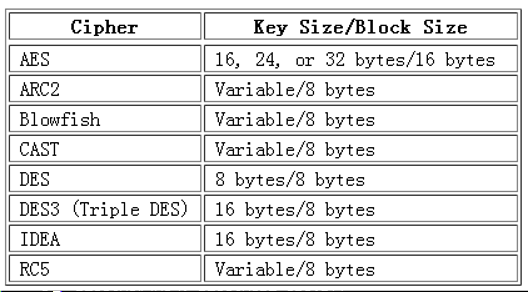 Cipher Key Size/Block Size
AES 16, 24, or 32 bytes/16 bytes
ARC2 Variable/8 bytes
Blowfish Variable/8 bytes
CAST Variable/8 bytes
DES 8 bytes/8 bytes
DES3 (Triple DES) 16 bytes/8 bytes
IDEA 16 bytes/8 bytes
RC5 Variable/8 bytes